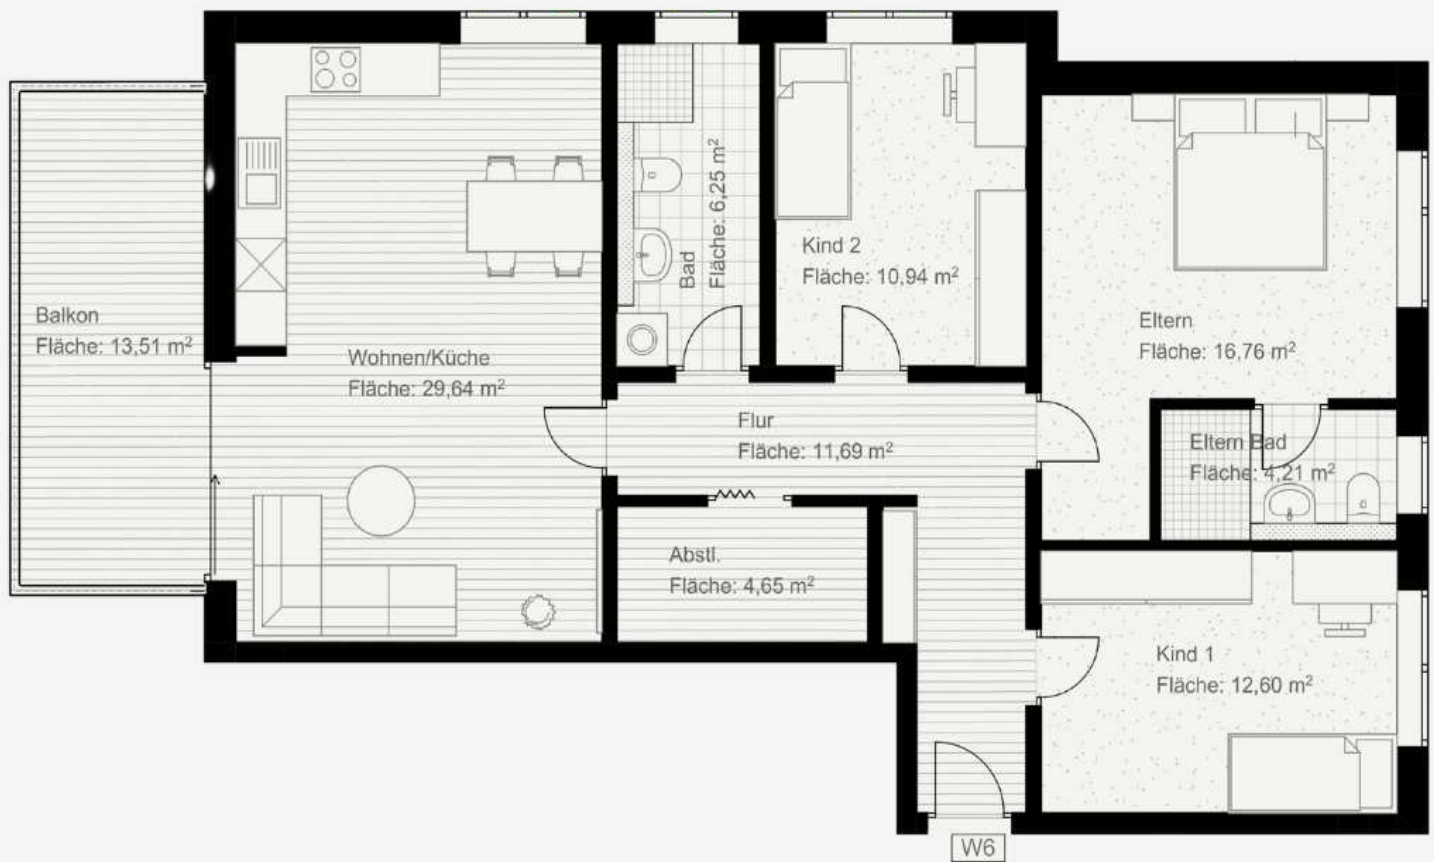 Balkon
Fläche: 13,51 m²
Wohnen/Küche
Fläche: 29,64 m²
Bad
Fläche: 6,25 m²
Kind 2
Fläche: 10,94 m²
Eltern
Fläche: 16,76 m²
Flur
Fläche: 11,69 m²
Eltern Bad
Fläche: 4,21 m²
Abstl.
Fläche: 4,65 m²
Kind 1
Fläche: 12,60 m²
W6